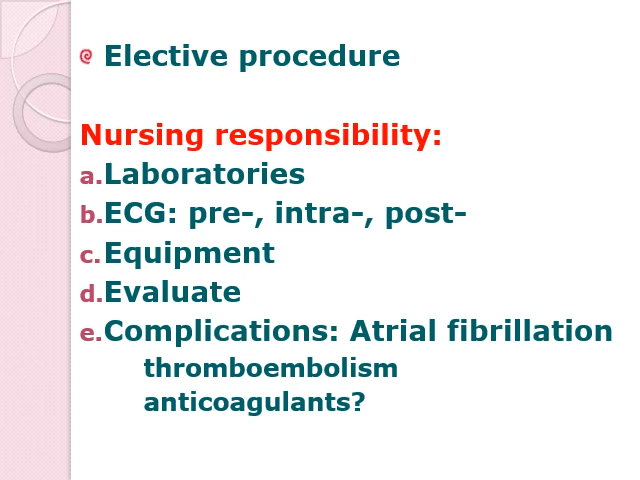 Elective procedure
Nursing responsibility:
a.Laboratories
b.ECG: pre–, intra–, post–
c.Equipment
d.Evaluate
e.Complications: Atrial fibrillation
thromboembolism
anticoagulants?